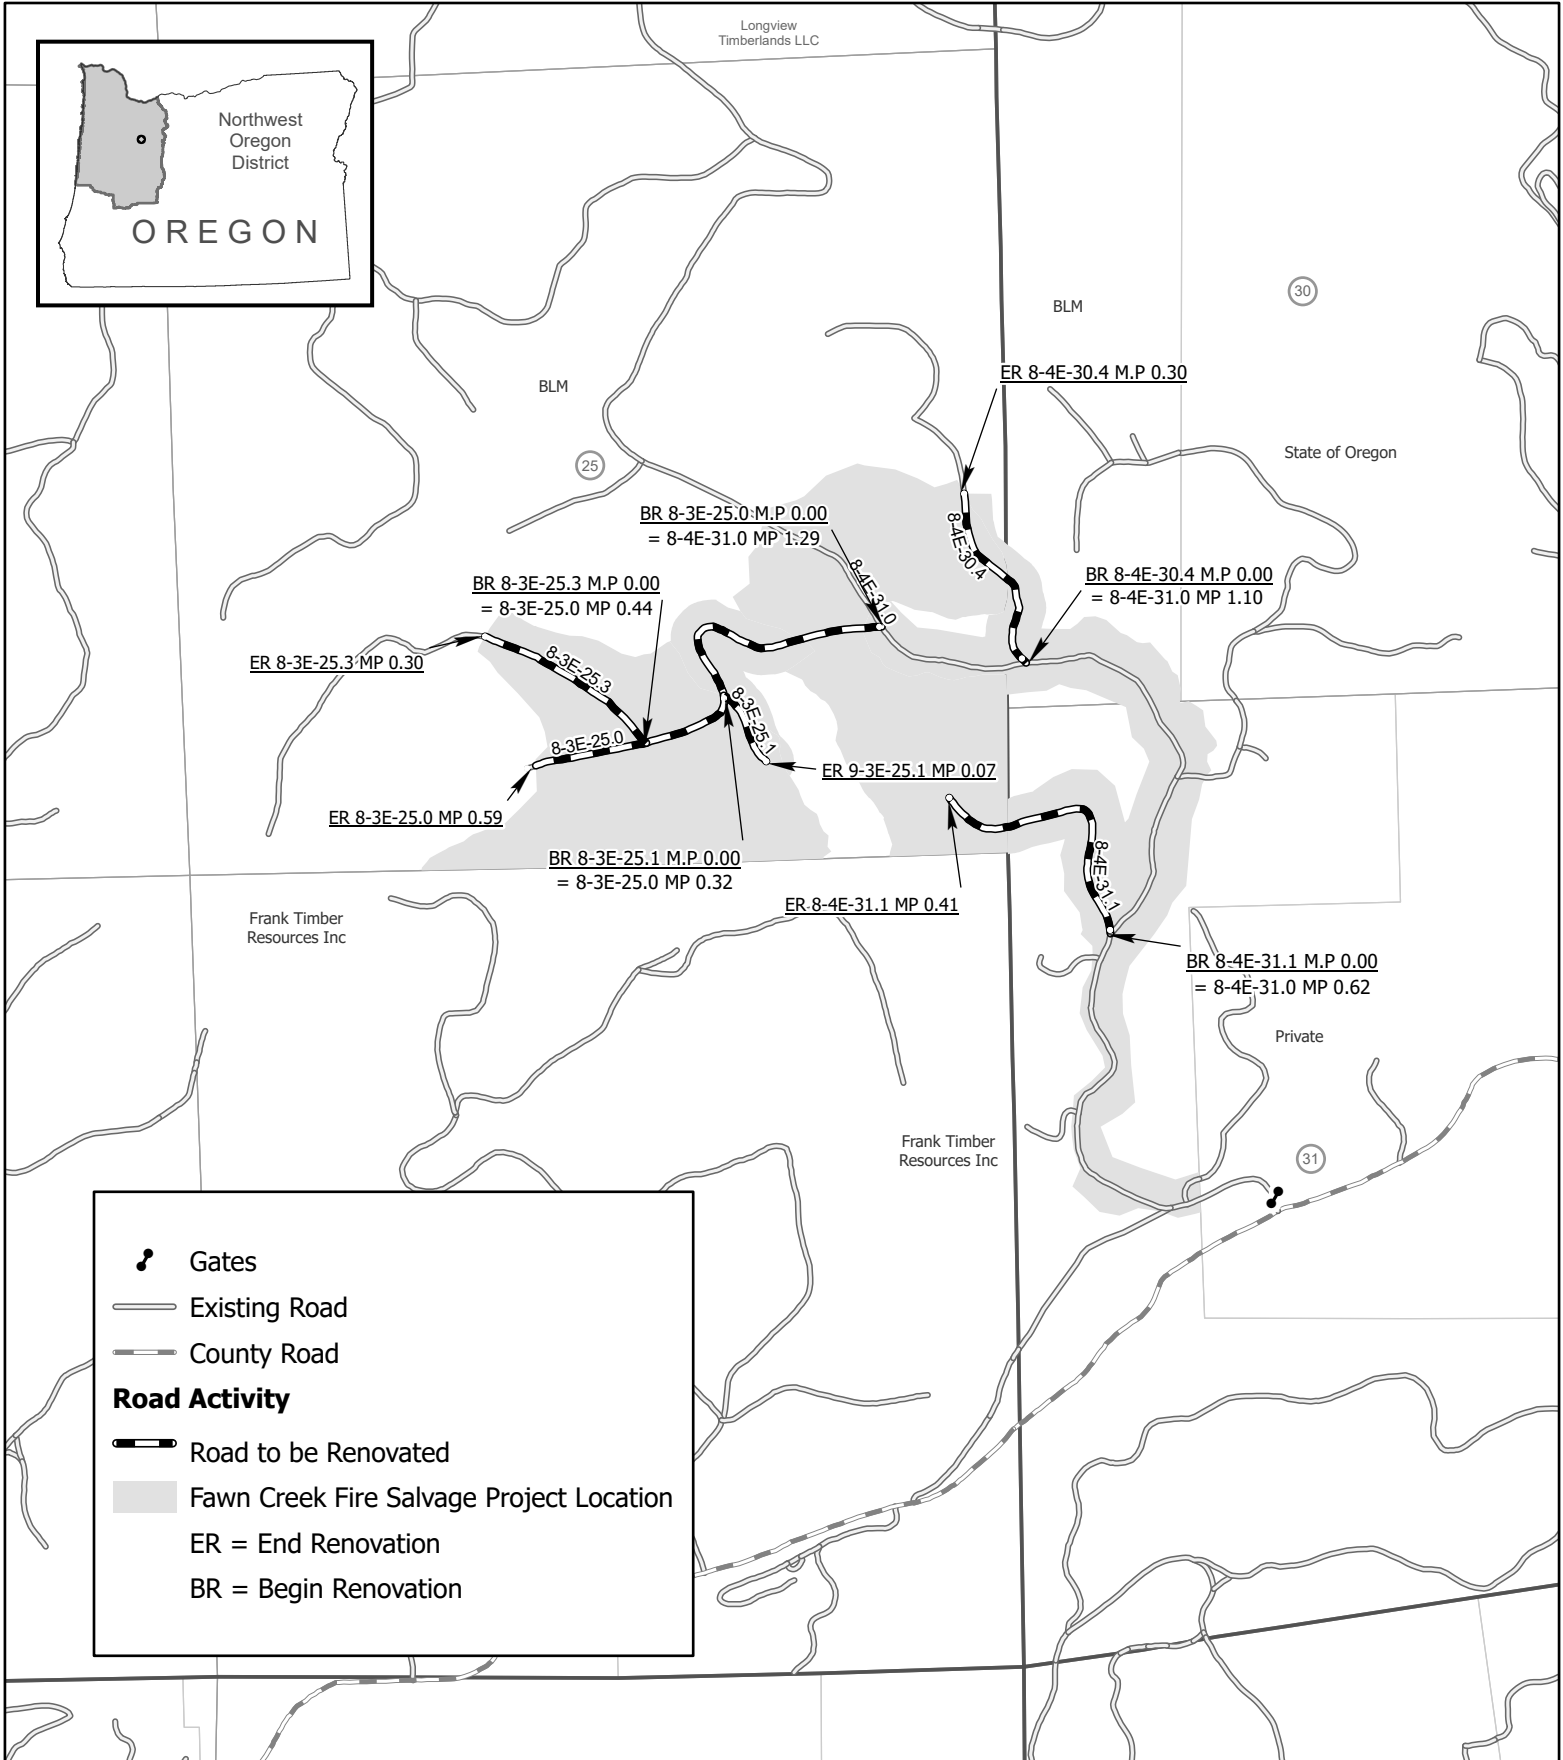 Longview
Timberlands LLC
Northwest
Oregon
District
OREGON
30
BLM
ER 8-4E-30.4 M.P 0.30
BLM
State of Oregon
25
BR 8-3E-25.0 M.P 0.00
= 8-4E-31.0 MP 1.29
8-4E-30.4
8-4E-31.0
BR 8-3E-25.3 M.P 0.00
= 8-3E-25.0 MP 0.44
BR 8-4E-30.4 M.P 0.00
= 8-4E-31.0 MP 1.10
ER 8-3E-25.3 MP 0.30
8-3E-25.3
8-3E-25.1
8-3E-25.0
ER 9-3E-25.1 MP 0.07
ER 8-3E-25.0 MP 0.59
BR 8-3E-25.1 M.P 0.00
= 8-3E-25.0 MP 0.32
8-4E-31.1
ER 8-4E-31.1 MP 0.41
Frank Timber
Resources Inc
BR 8-4E-31.1 M.P 0.00
= 8-4E-31.0 MP 0.62
Private
Frank Timber
Resources Inc
31
Gates
Existing Road
County Road
Road Activity
Road to be Renovated
Fawn Creek Fire Salvage Project Location
ER = End Renovation
BR = Begin Renovation